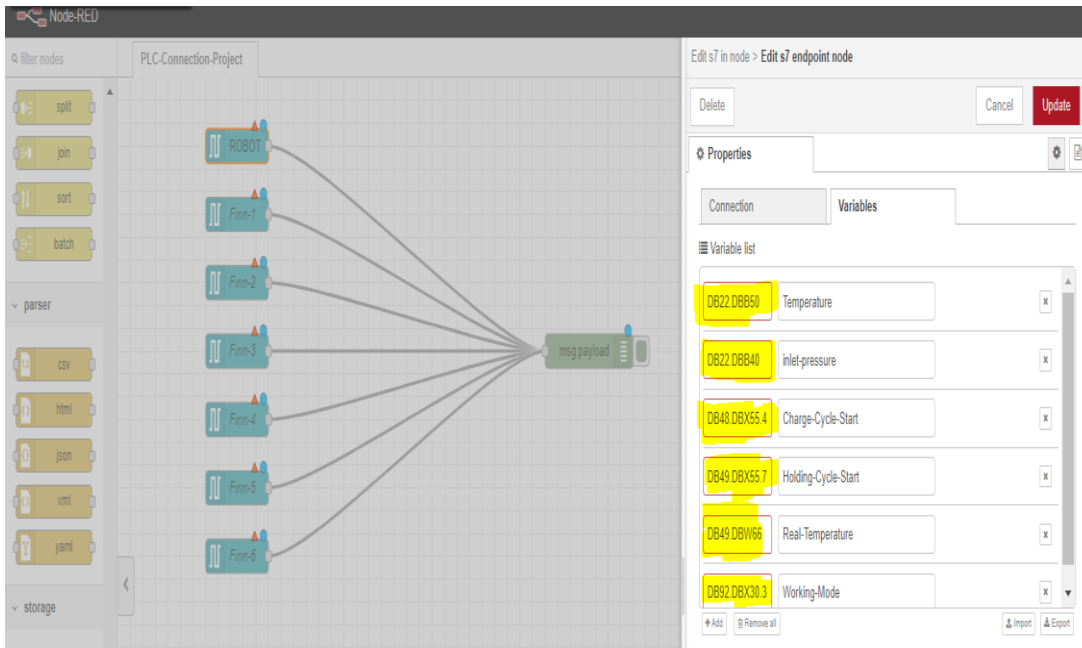 Node-RED
filter nodes
split
join
sort
batch
parser
csv
html
json
xml
yaml
storage
PLC-Connection-Project
ROBOT
Finn-1
Finn-2
Finn-3
Finn-4
Finn-5
Finn-6
msg.payload
Edit s7 in node > Edit s7 endpoint node
Delete
Cancel
Update
Properties
Connection
Variables
Variable list
DB22.DBB50 Temperature x
DB22.DBB40 inlet-pressure x
DB48.DBX55.4 Charge-Cycle-Start x
DB49.DBX55.7 Holding-Cycle-Start x
DB49.DBW66 Real-Temperature x
DB92.DBX30.3 Working-Mode x
+Add Remove all Import Export